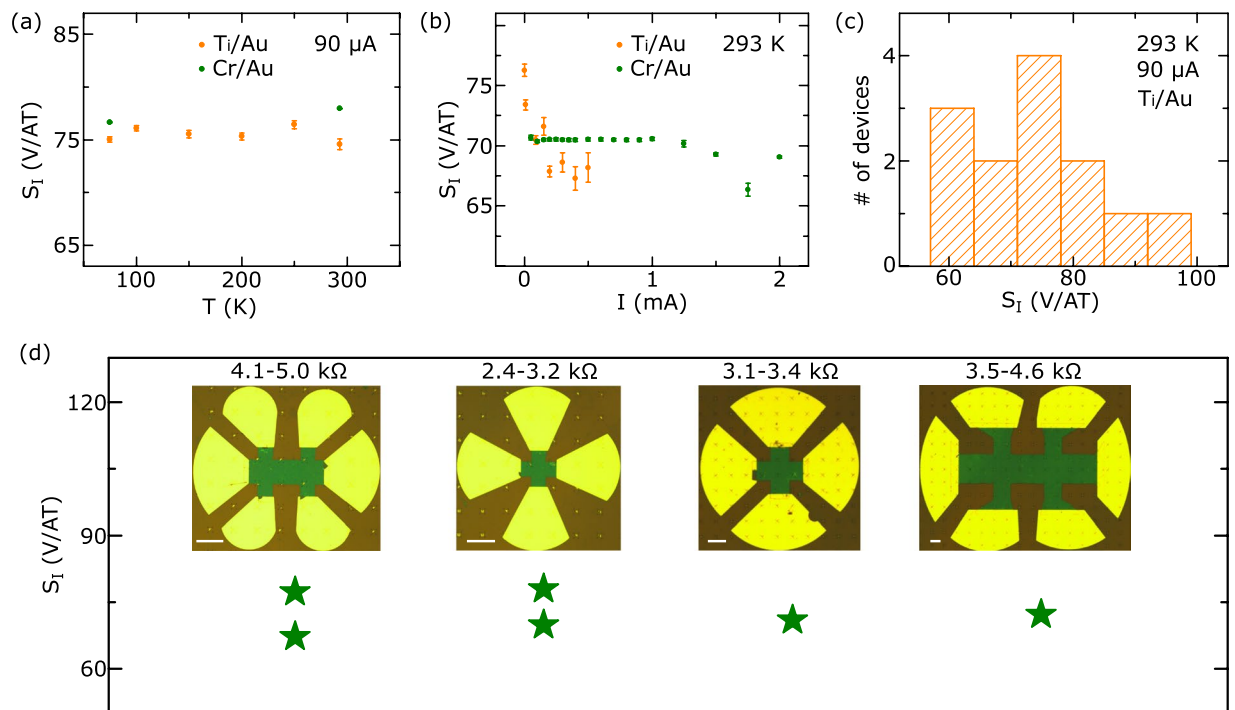 (a)
85
75
65
S_I (V/AT)
Ti/Au
Cr/Au
90 µA
100
200
300
T (K)
(b)
75
70
65
S_I (V/AT)
Ti/Au
Cr/Au
293 K
0
1
2
I (mA)
(c)
4
2
0
# of devices
293 K
90 µA
Ti/Au
60
80
100
S_I (V/AT)
(d)
120
90
60
S_I (V/AT)
4.1-5.0 kΩ
2.4-3.2 kΩ
3.1-3.4 kΩ
3.5-4.6 kΩ